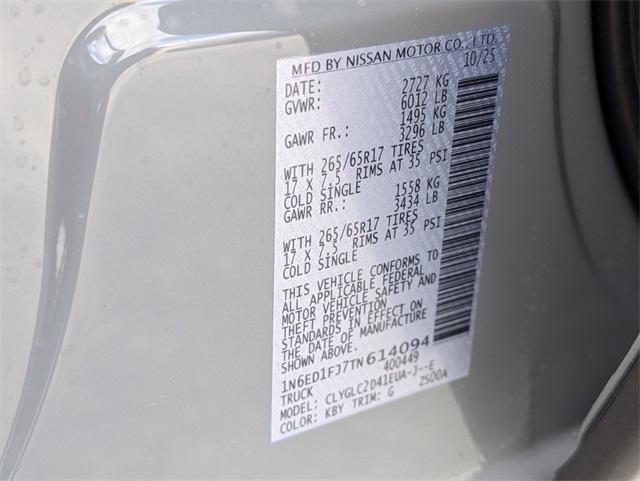 MFD BY NISSAN MOTOR CO., LTD.
10/25
DATE: 2727 KG
GVWR: 6012 LB
1495 KG
GAWR FR.: 3296 LB
WITH 265/65R17 TIRES
17 X 7.5 RIMS AT 35 PSI
COLD SINGLE 1558 KG
GAWR RR.: 3434 LB
WITH 265/65R17 TIRES
17 X 7.5 RIMS AT 35 PSI
COLD SINGLE
THIS VEHICLE CONFORMS TO
ALL APPLICABLE FEDERAL
MOTOR VEHICLE SAFETY AND
THEFT PREVENTION
STANDARDS IN EFFECT ON
THE DATE OF MANUFACTURE
SHOWN ABOVE.
1N6ED1FJ7TN614094
TRUCK 400449
MODEL: CLYGLC2D41EUA-J--E
COLOR: KBY TRIM: G 2SD0A